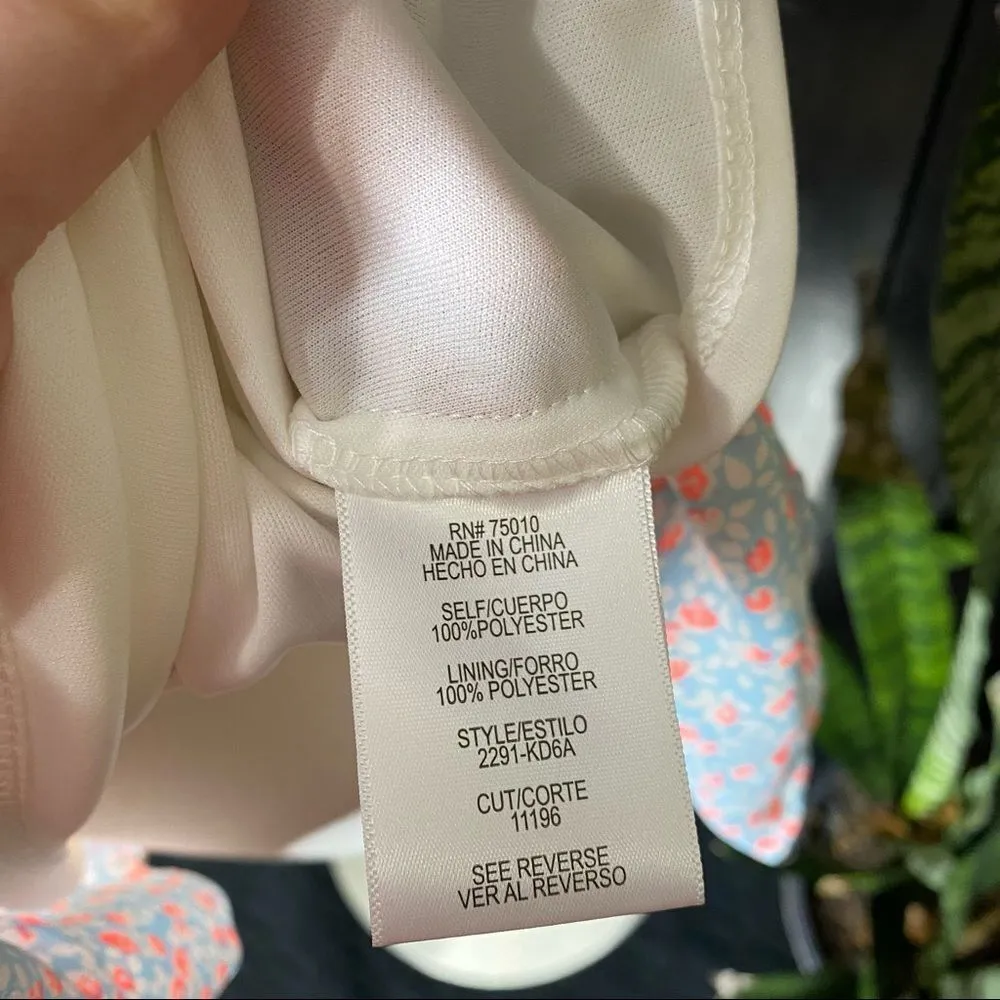 RN# 75010
MADE IN CHINA
HECHO EN CHINA
SELF/CUERPO
100%POLYESTER
LINING/FORRO
100% POLYESTER
STYLE/ESTILO
2291-KD6A
CUT/CORTE
11196
SEE REVERSE
VER AL REVERSO